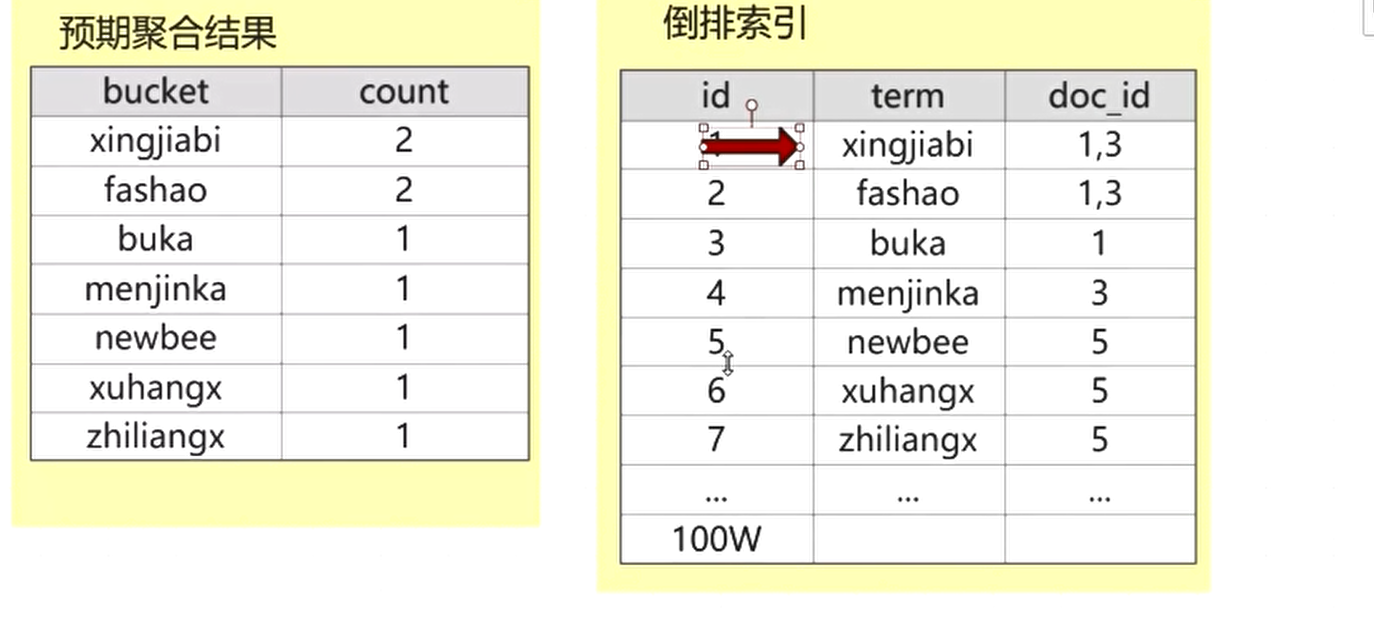 预期聚合结果
bucket count
xingjiabi 2
fashao 2
buka 1
menjinka 1
newbee 1
xuhangx 1
zhiliangx 1
倒排索引
id term doc_id
1 xingjiabi 1,3
2 fashao 1,3
3 buka 1
4 menjinka 3
5 newbee 5
6 xuhangx 5
7 zhiliangx 5
... ... ...
100W